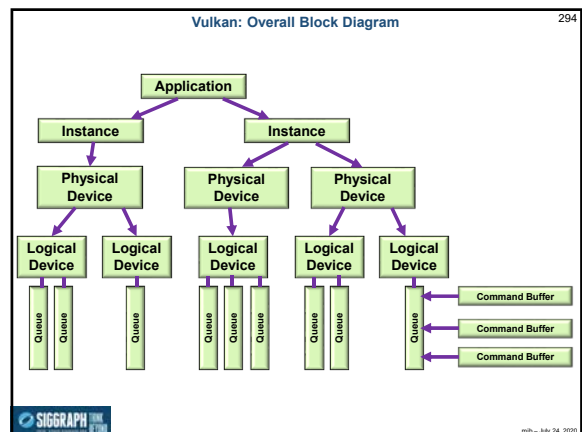 Vulkan: Overall Block Diagram
294
Application
Instance
Instance
Physical
Device
Physical
Device
Physical
Device
Logical
Device
Logical
Device
Logical
Device
Logical
Device
Logical
Device
Queue
Queue
Queue
Queue
Queue
Queue
Queue
Queue
Queue
Command Buffer
Command Buffer
Command Buffer
SIGGRAPH
THINK
BEYOND
mjb – July 24, 2020